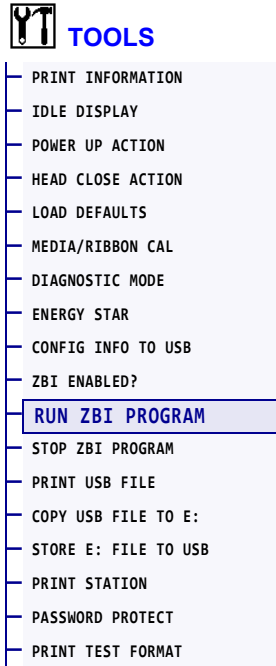 TOOLS
PRINT INFORMATION
IDLE DISPLAY
POWER UP ACTION
HEAD CLOSE ACTION
LOAD DEFAULTS
MEDIA/RIBBON CAL
DIAGNOSTIC MODE
ENERGY STAR
CONFIG INFO TO USB
ZBI ENABLED?
RUN ZBI PROGRAM
STOP ZBI PROGRAM
PRINT USB FILE
COPY USB FILE TO E:
STORE E: FILE TO USB
PRINT STATION
PASSWORD PROTECT
PRINT TEST FORMAT